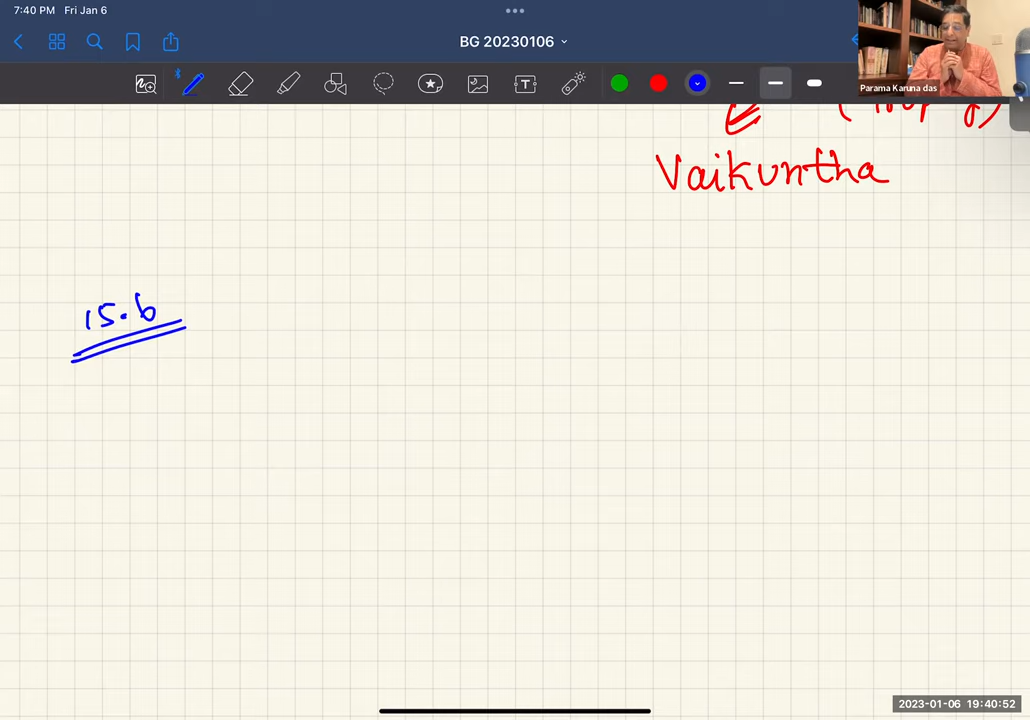 7:40 PM Fri Jan 6
BG 20230106
T
Parama Karuna das
Vaikuntha
15.6
2023-01-06 19:40:52